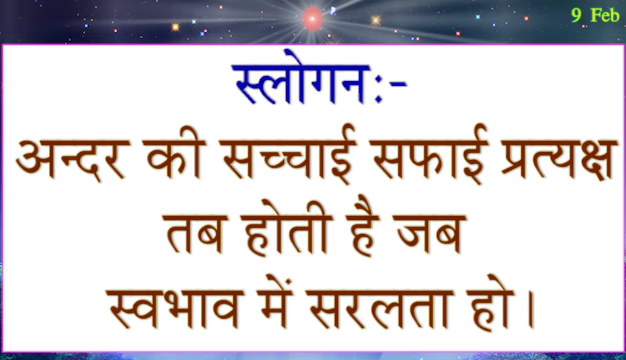 9 Feb
स्लोगन:-
अन्दर की सच्चाई सफाई प्रत्यक्ष
तब होती है जब
स्वभाव में सरलता हो।